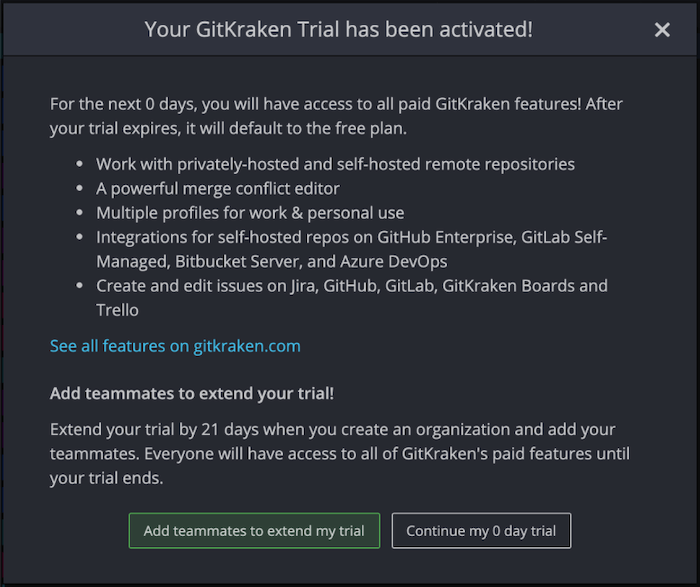 Your GitKraken Trial has been activated!
For the next 0 days, you will have access to all paid GitKraken features! After
your trial expires, it will default to the free plan.
• Work with privately-hosted and self-hosted remote repositories
• A powerful merge conflict editor
• Multiple profiles for work & personal use
• Integrations for self-hosted repos on GitHub Enterprise, GitLab Self-
Managed, Bitbucket Server, and Azure DevOps
• Create and edit issues on Jira, GitHub, GitLab, GitKraken Boards and
Trello
See all features on gitkraken.com
Add teammates to extend your trial!
Extend your trial by 21 days when you create an organization and add your
teammates. Everyone will have access to all of GitKraken's paid features until
your trial ends.
Add teammates to extend my trial
Continue my 0 day trial